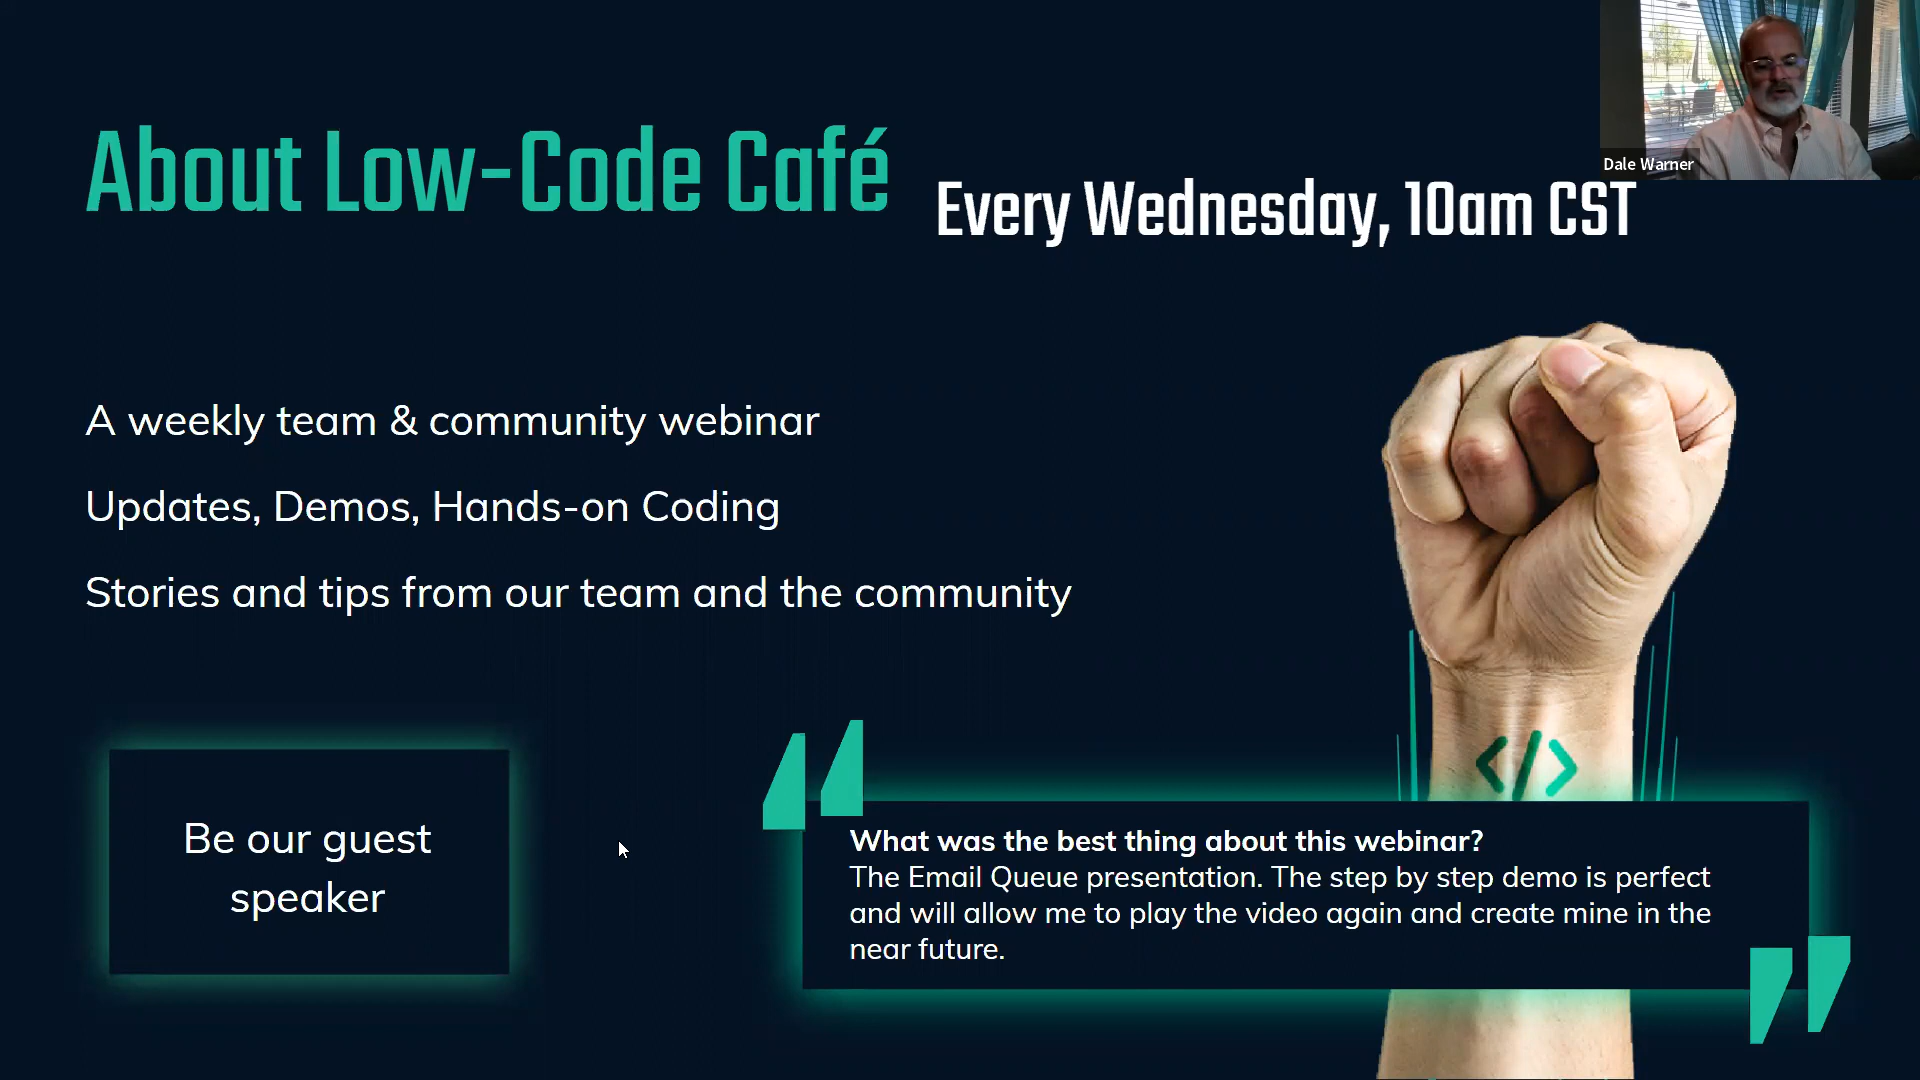 About Low-Code Café
Every Wednesday, 10am CST
Dale Warner
A weekly team & community webinar
Updates, Demos, Hands-on Coding
Stories and tips from our team and the community
</>
Be our guest
speaker
What was the best thing about this webinar?
The Email Queue presentation. The step by step demo is perfect
and will allow me to play the video again and create mine in the
near future.